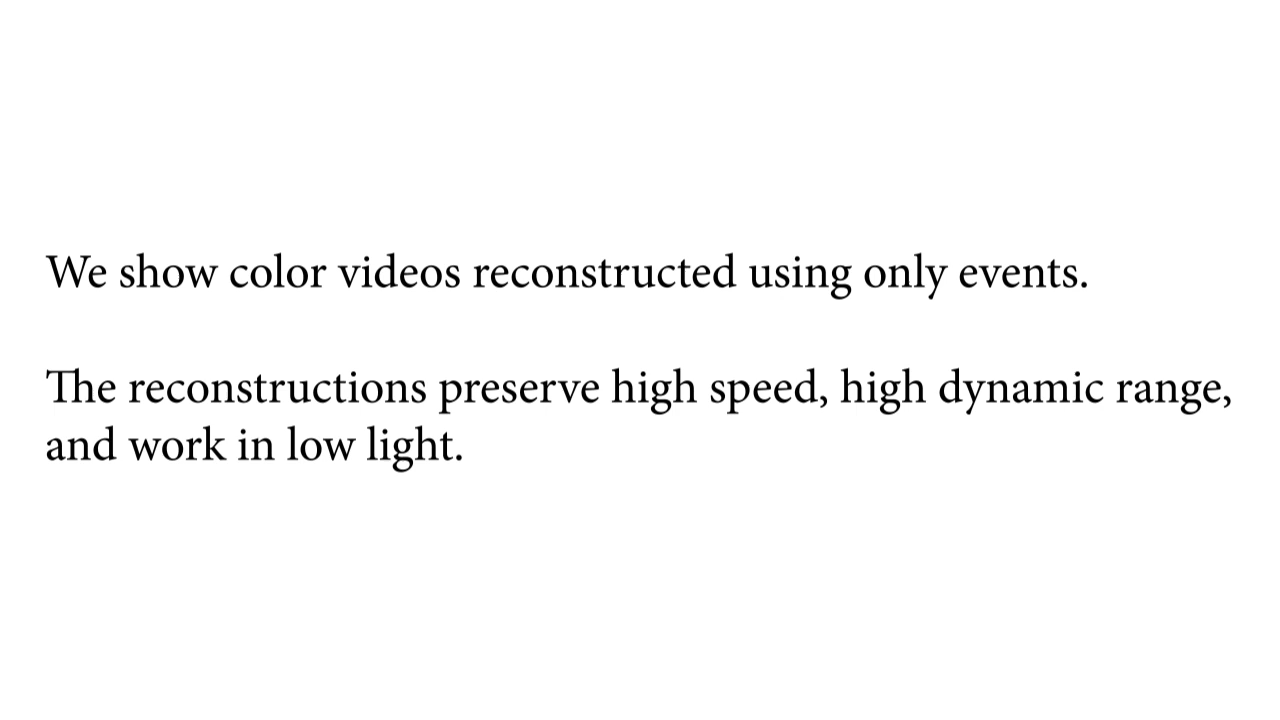 We show color videos reconstructed using only events.
The reconstructions preserve high speed, high dynamic range,
and work in low light.